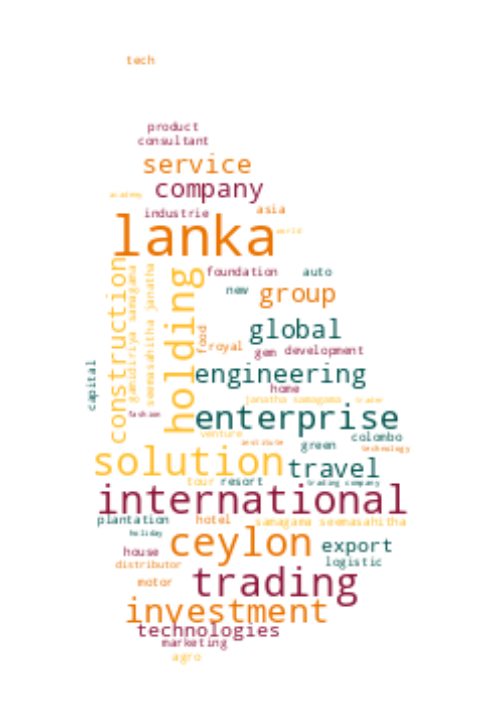 tech
product
consultant
service
company
academy
industrie
asia
lanka
world
construction
gamidiriya samagama
seemasahitha janatha
holding
foundation
auto
new
group
food
royal
global
gem
development
engineering
capital
home
janatha samagama
trader
fashion
enterprise
venture
institute
colombo
green
technology
solution
travel
tour
resort
trading company
international
plantation
hotel
samagama seemasahitha
holiday
ceylon
export
house
distributor
logistic
motor
trading
investment
technologies
marketing
agro